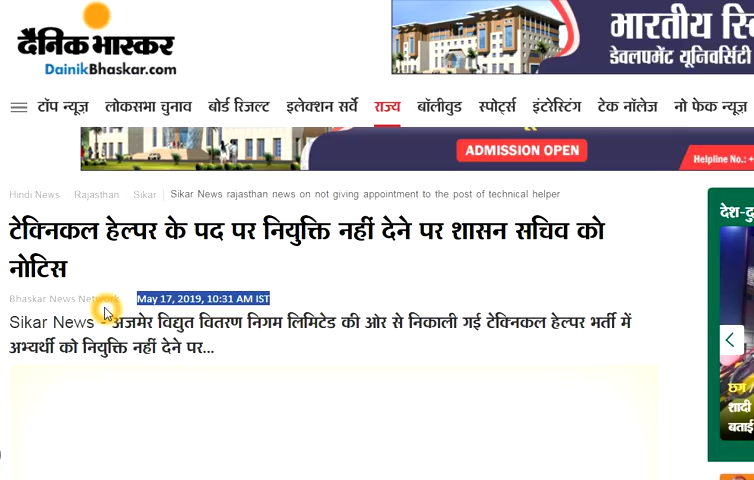 दैनिक भास्कर
DainikBhaskar.com
भारतीय
डेवलपमेंट यूनिवर्सिटी
टॉप न्यूज़ लोकसभा चुनाव बोर्ड रिजल्ट इलेक्शन सर्वे राज्य बॉलीवुड स्पोर्ट्स इंटरेस्टिंग टेक नॉलेज नो फेक न्यूज़
ADMISSION OPEN
Helpline No.: +
Hindi News Rajasthan Sikar Sikar News rajasthan news on not giving appointment to the post of technical helper
टेक्निकल हेल्पर के पद पर नियुक्ति नहीं देने पर शासन सचिव को
नोटिस
Bhaskar News Network May 17, 2019, 10:31 AM IST
Sikar News - अजमेर विद्युत वितरण निगम लिमिटेड की ओर से निकाली गई टेक्निकल हेल्पर भर्ती में
अभ्यर्थी को नियुक्ति नहीं देने पर...
देश-दु
शादी
बताई